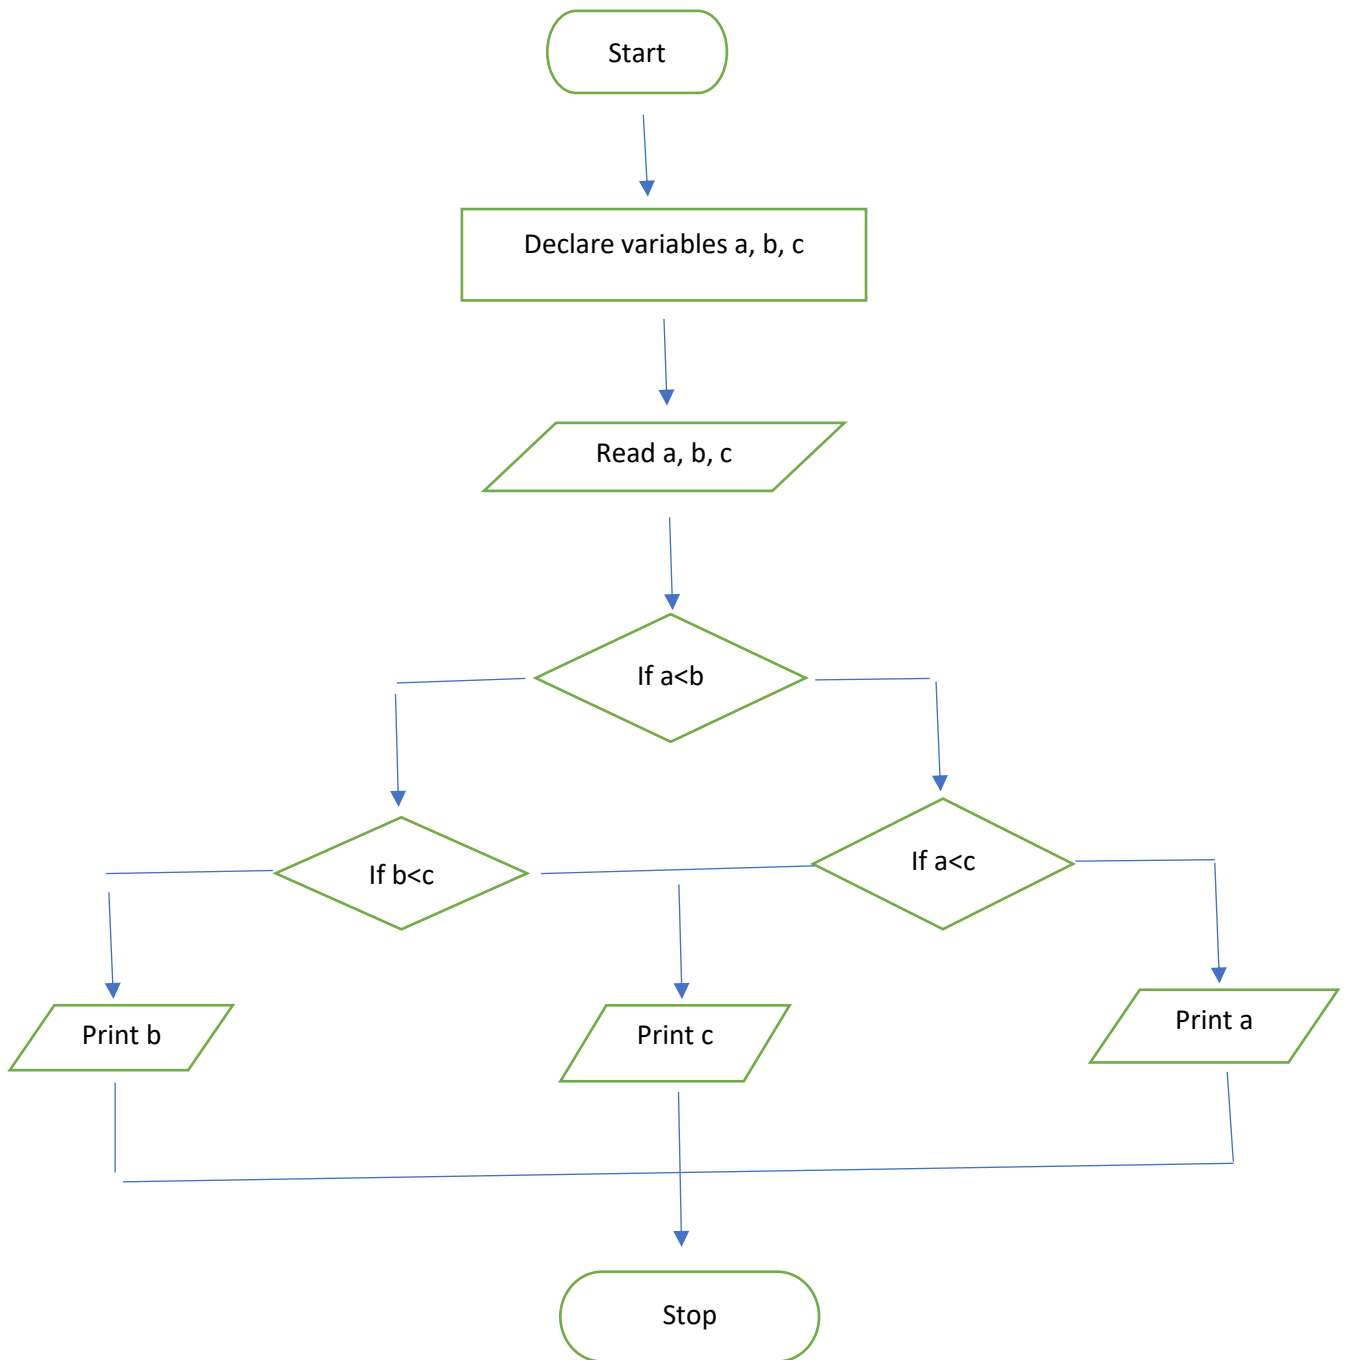 Start
Declare variables a, b, c
Read a, b, c
If a<b
If b<c
If a<c
Print b
Print c
Print a
Stop